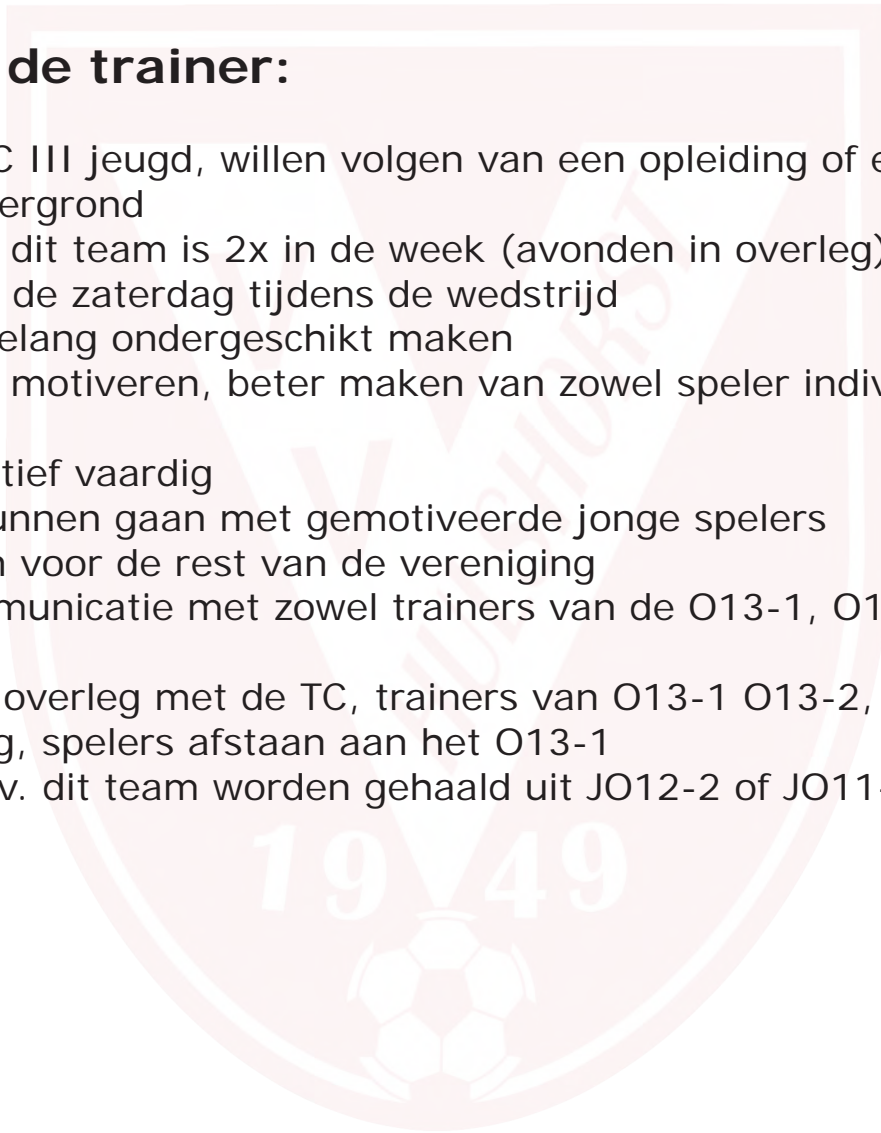 de trainer:
C III jeugd, willen volgen van een opleiding of e
ergrond
dit team is 2x in de week (avonden in overleg)
de zaterdag tijdens de wedstrijd
elang ondergeschikt maken
motiveren, beter maken van zowel speler indiv
tief vaardig
unnen gaan met gemotiveerde jonge spelers
n voor de rest van de vereniging
municatie met zowel trainers van de O13-1, O1
overleg met de TC, trainers van O13-1 O13-2,
g, spelers afstaan aan het O13-1
v. dit team worden gehaald uit JO12-2 of JO11-
HULSHORST
19 49